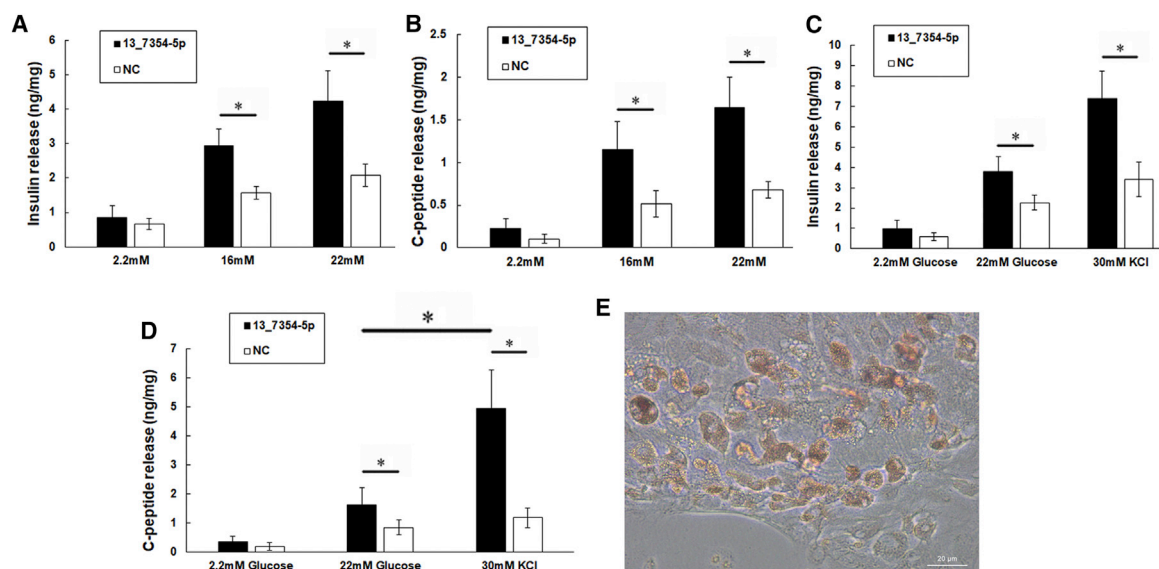 A
Insulin release (ng/mg)
6
5
4
3
2
1
0
13_7354-5p
NC
*
*
2.2mM 16mM 22mM
B
C-peptide release (ng/mg)
2.5
2
1.5
1
0.5
0
13_7354-5p
NC
*
*
2.2mM 16mM 22mM
C
Insulin release (ng/mg)
10
9
8
7
6
5
4
3
2
1
0
13_7354-5p
NC
*
*
2.2mM Glucose 22mM Glucose 30mM KCl
D
C-peptide release (ng/mg)
7
6
5
4
3
2
1
0
13_7354-5p
NC
*
*
*
2.2mM Glucose 22mM Glucose 30mM KCl
E
20 µm